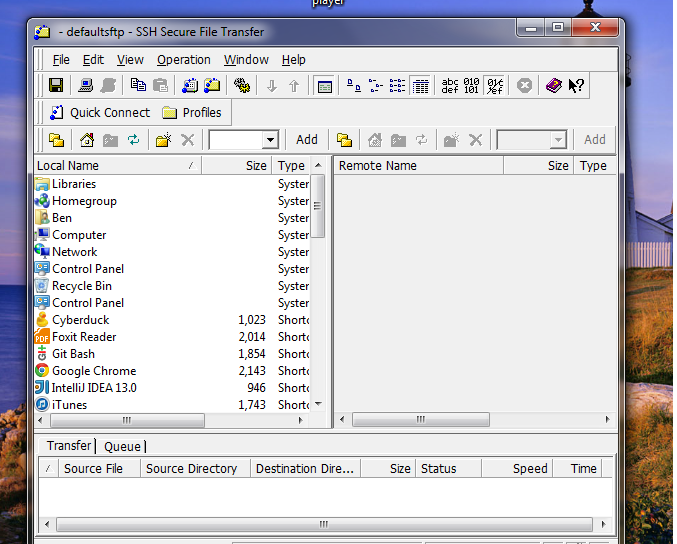 player
- defaultsftp - SSH Secure File Transfer
File Edit View Operation Window Help
abc def 010 101
Quick Connect Profiles
Add Add
Local Name / Size Type
Remote Name Size Type
Libraries Syster
Homegroup Syster
Ben Syster
Computer Syster
Network Syster
Control Panel Syster
Recycle Bin Syster
Control Panel Syster
Cyberduck 1,023 Shortc
Foxit Reader 2,014 Shortc
Git Bash 1,854 Shortc
Google Chrome 2,143 Shortc
IntelliJ IDEA 13.0 946 Shortc
iTunes 1,743 Shortc
Transfer Queue
/ Source File Source Directory Destination Dire... Size Status Speed Time